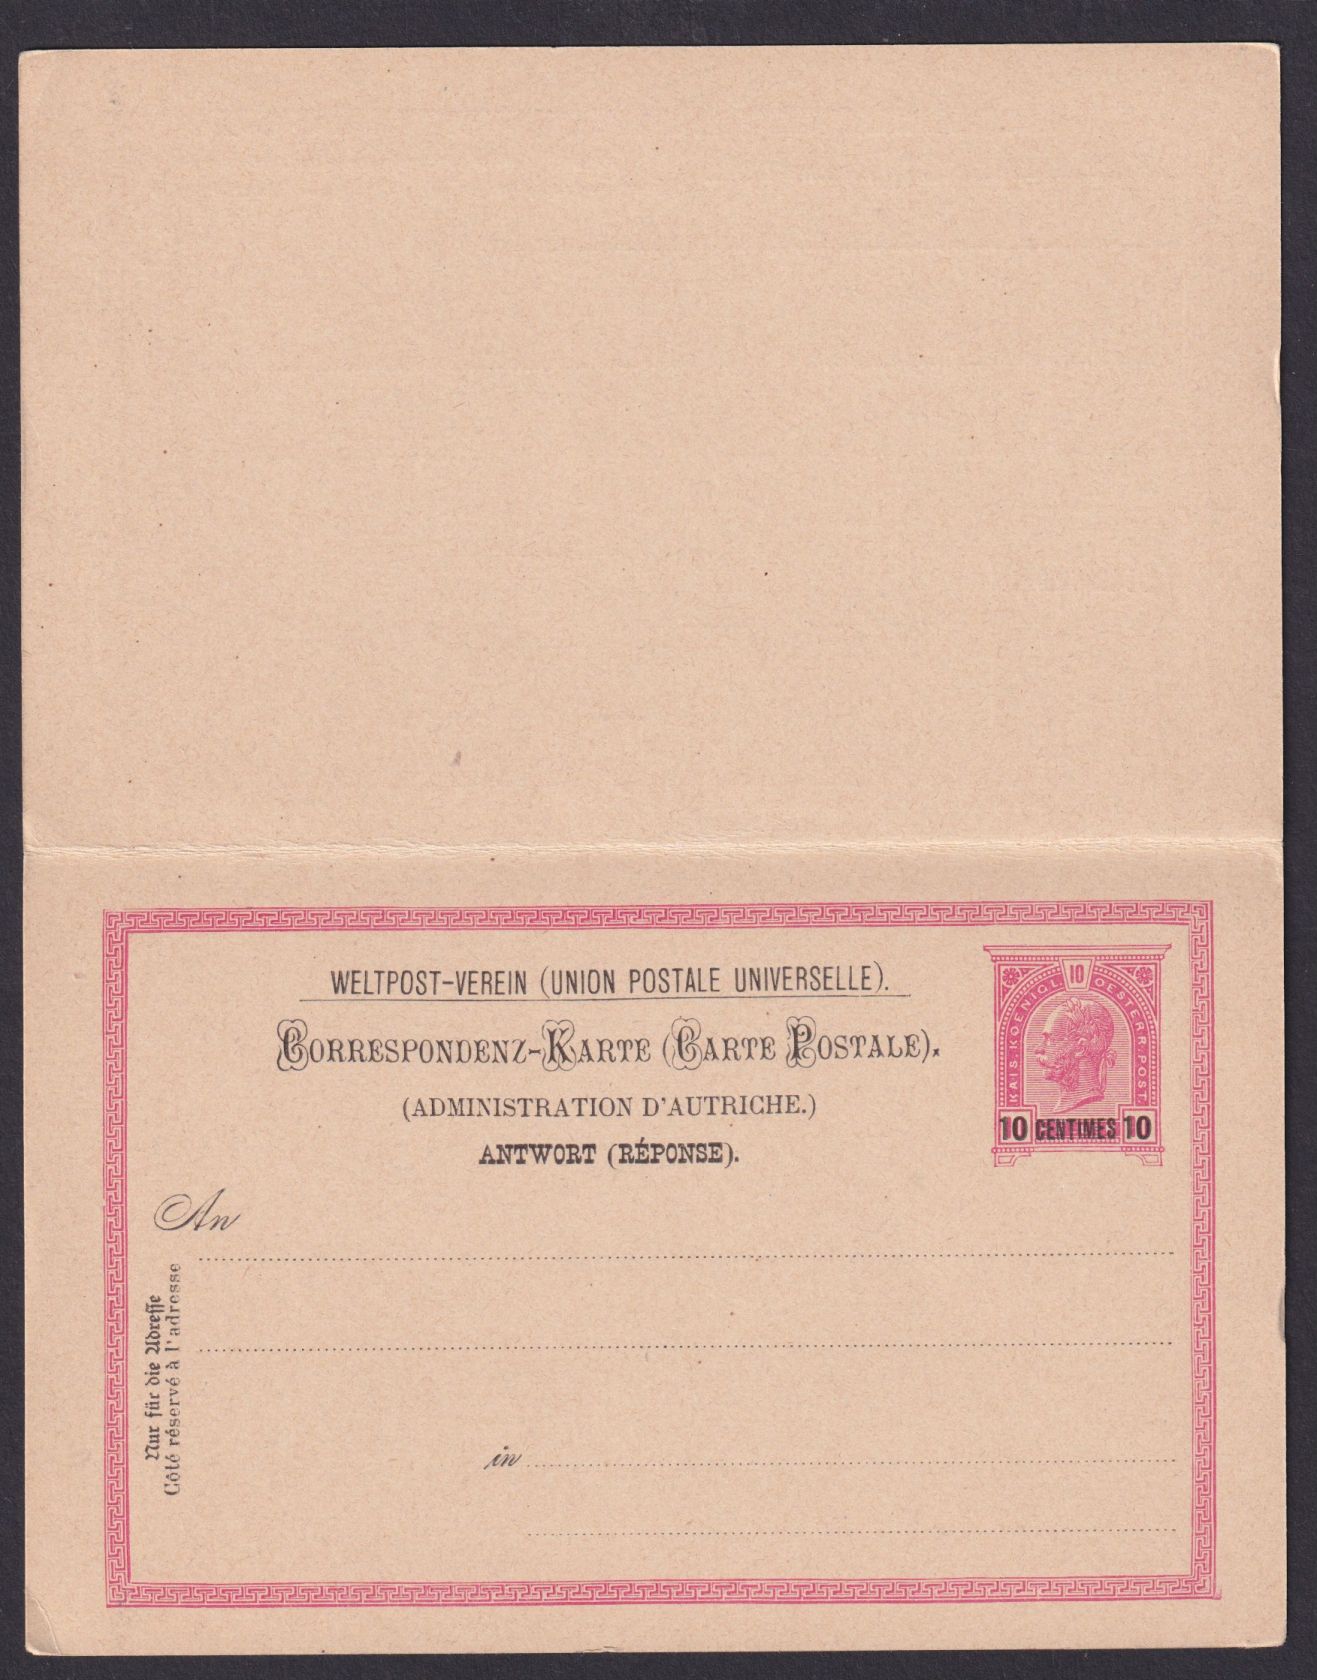 WELTPOST-VEREIN (UNION POSTALE UNIVERSELLE).
CORRESPONDENZ-KARTE (CARTE POSTALE).
(ADMINISTRATION D'AUTRICHE.)
ANTWORT (RÉPONSE).
10
KAIS. KOENIGL. OESTERR. POST
10 CENTIMES 10
An
Nur für die Adresse
Côté réservé à l'adresse
in